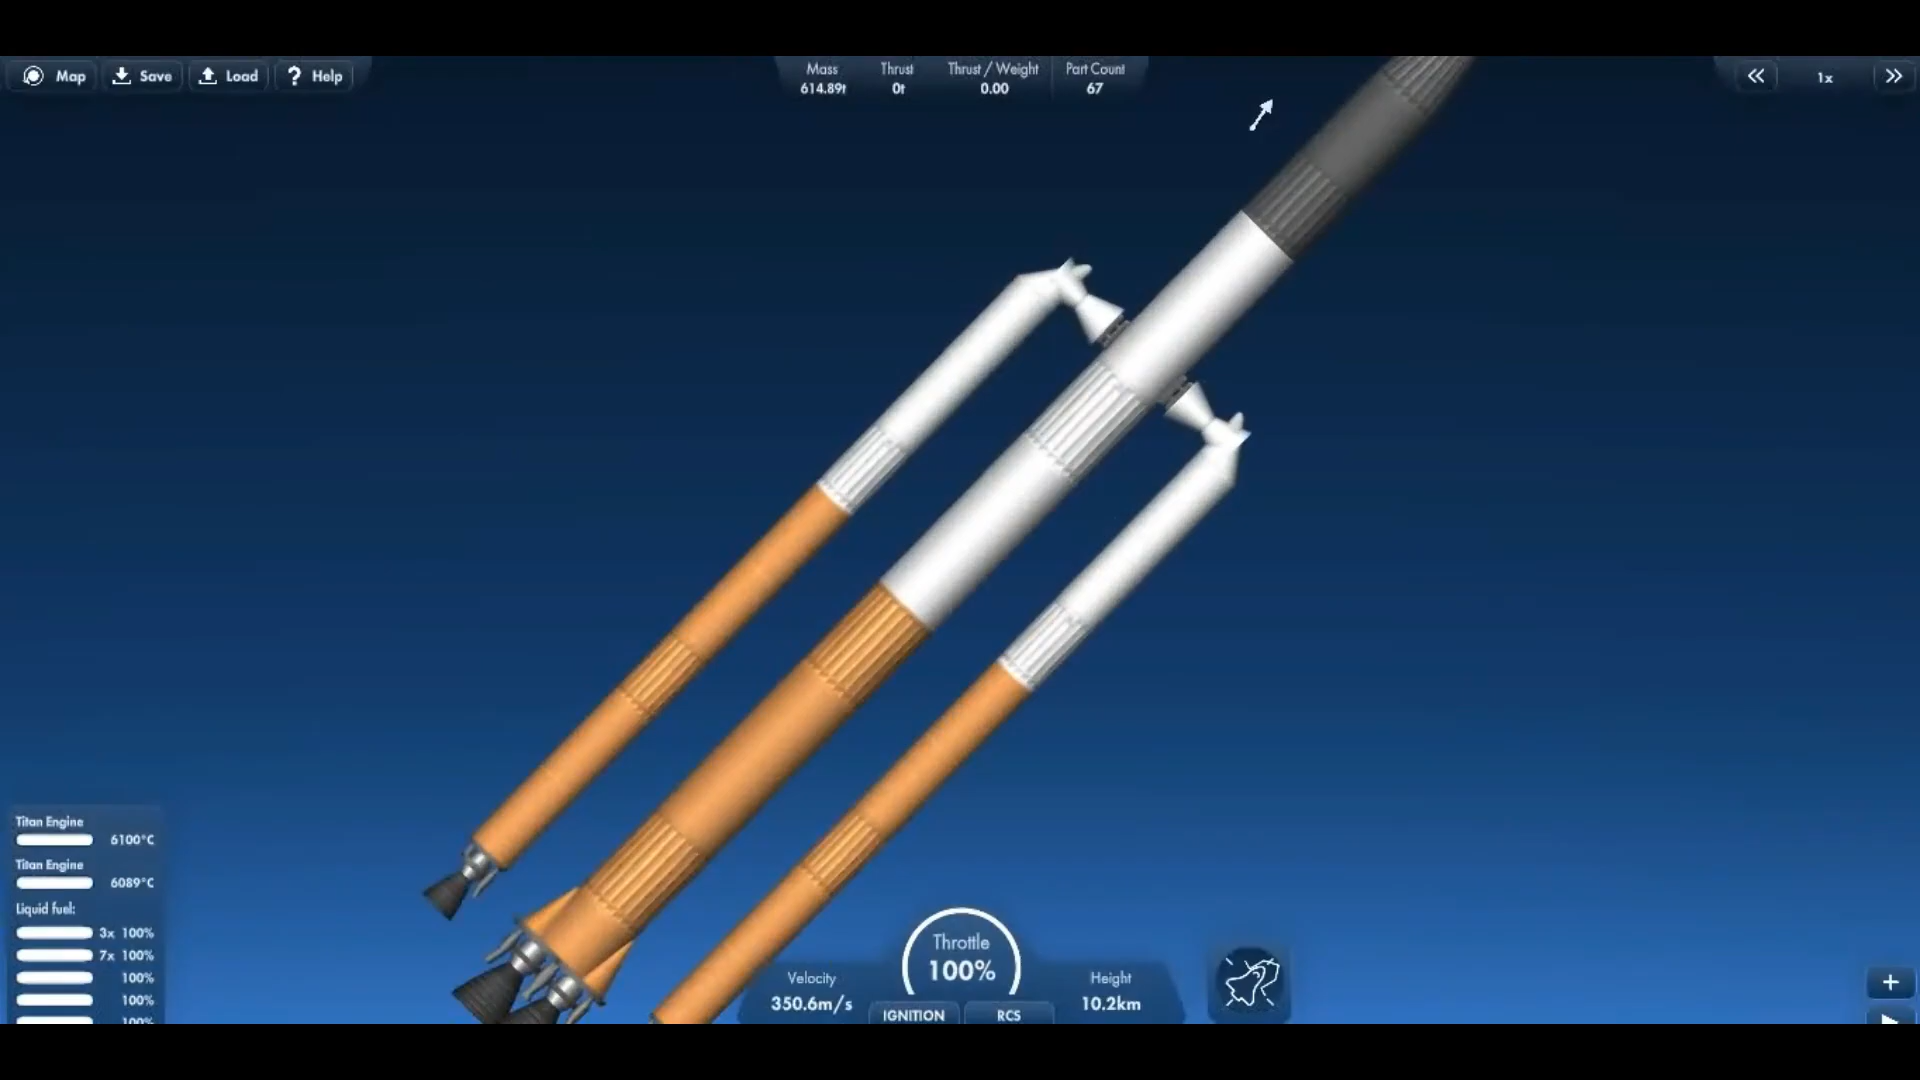 Map Save Load ? Help
Mass Thrust Thrust / Weight Part Count
614.89t 0t 0.00 67
1x
Titan Engine
6100°C
Titan Engine
6089°C
Liquid fuel:
3x 100%
7x 100%
100%
100%
100%
Throttle
100%
Velocity
350.6m/s
Height
10.2km
IGNITION RCS